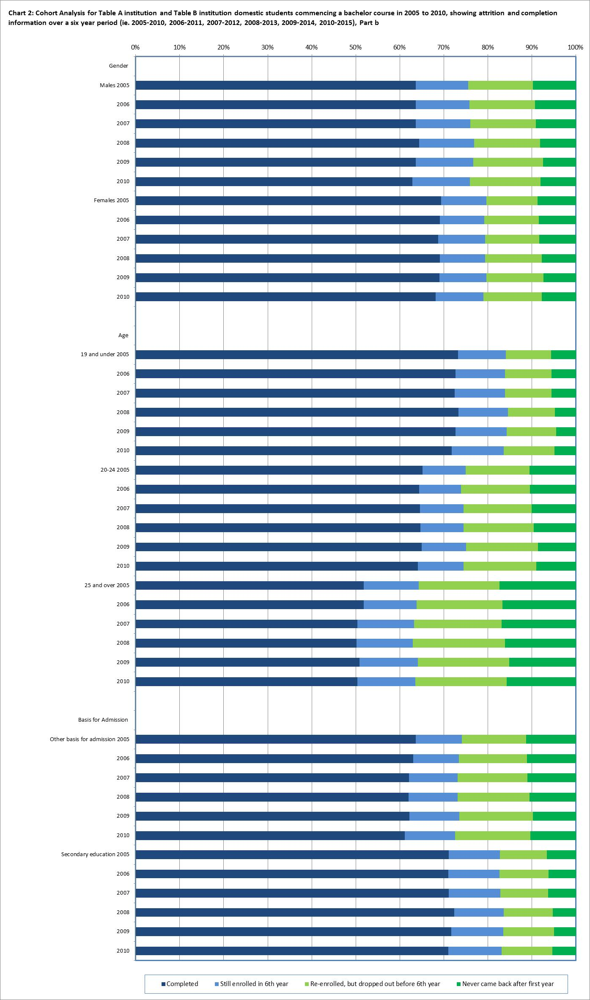 Chart 2: Cohort Analysis for Table A institution and Table B institution domestic students commencing a bachelor course in 2005 to 2010, showing attrition and completion
information over a six year period (ie. 2005-2010, 2006-2011, 2007-2012, 2008-2013, 2009-2014, 2010-2015), Part b
0% 10% 20% 30% 40% 50% 60% 70% 80% 90% 100%
Gender
Males 2005
2006
2007
2008
2009
2010
Females 2005
2006
2007
2008
2009
2010
Age
19 and under 2005
2006
2007
2008
2009
2010
20-24 2005
2006
2007
2008
2009
2010
25 and over 2005
2006
2007
2008
2009
2010
Basis for Admission
Other basis for admission 2005
2006
2007
2008
2009
2010
Secondary education 2005
2006
2007
2008
2009
2010
Completed Still enrolled in 6th year Re-enrolled, but dropped out before 6th year Never came back after first year